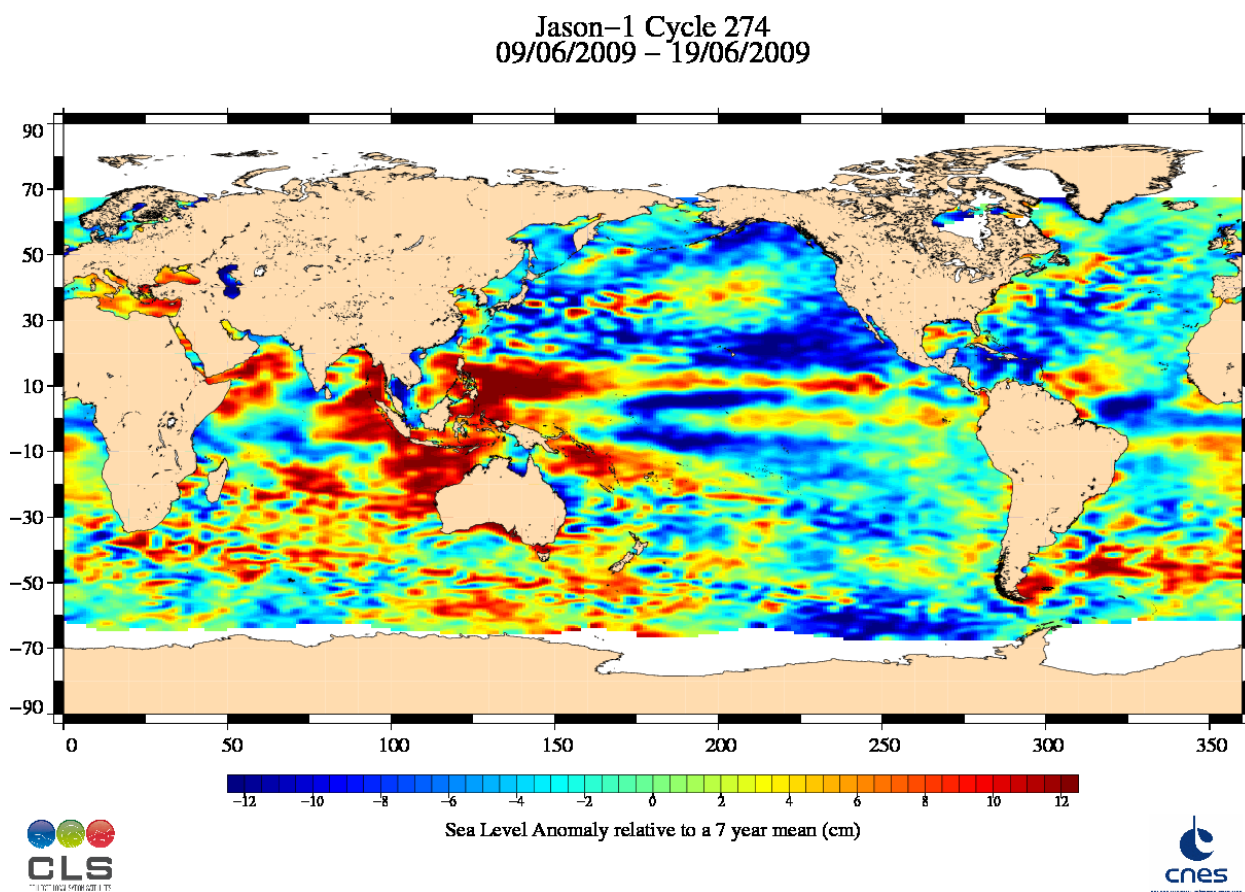 Jason−1 Cycle 274
09/06/2009 − 19/06/2009
90
70
50
30
10
−10
−30
−50
−70
−90
0 50 100 150 200 250 300 350
−12 −10 −8 −6 −4 −2 0 2 4 6 8 10 12
Sea Level Anomaly relative to a 7 year mean (cm)
CLS
cnes